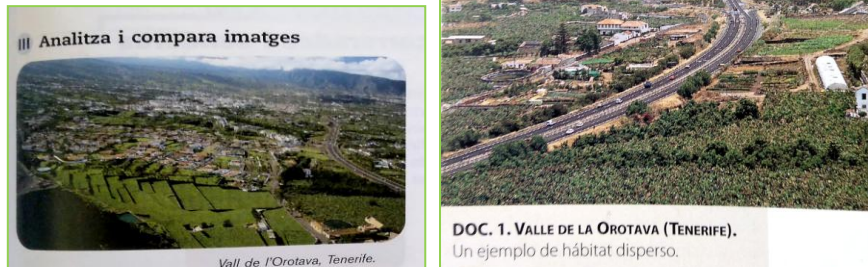 III Analitza i compara imatges
Vall de l'Orotava, Tenerife.
DOC. 1. VALLE DE LA OROTAVA (TENERIFE).
Un ejemplo de hábitat disperso.